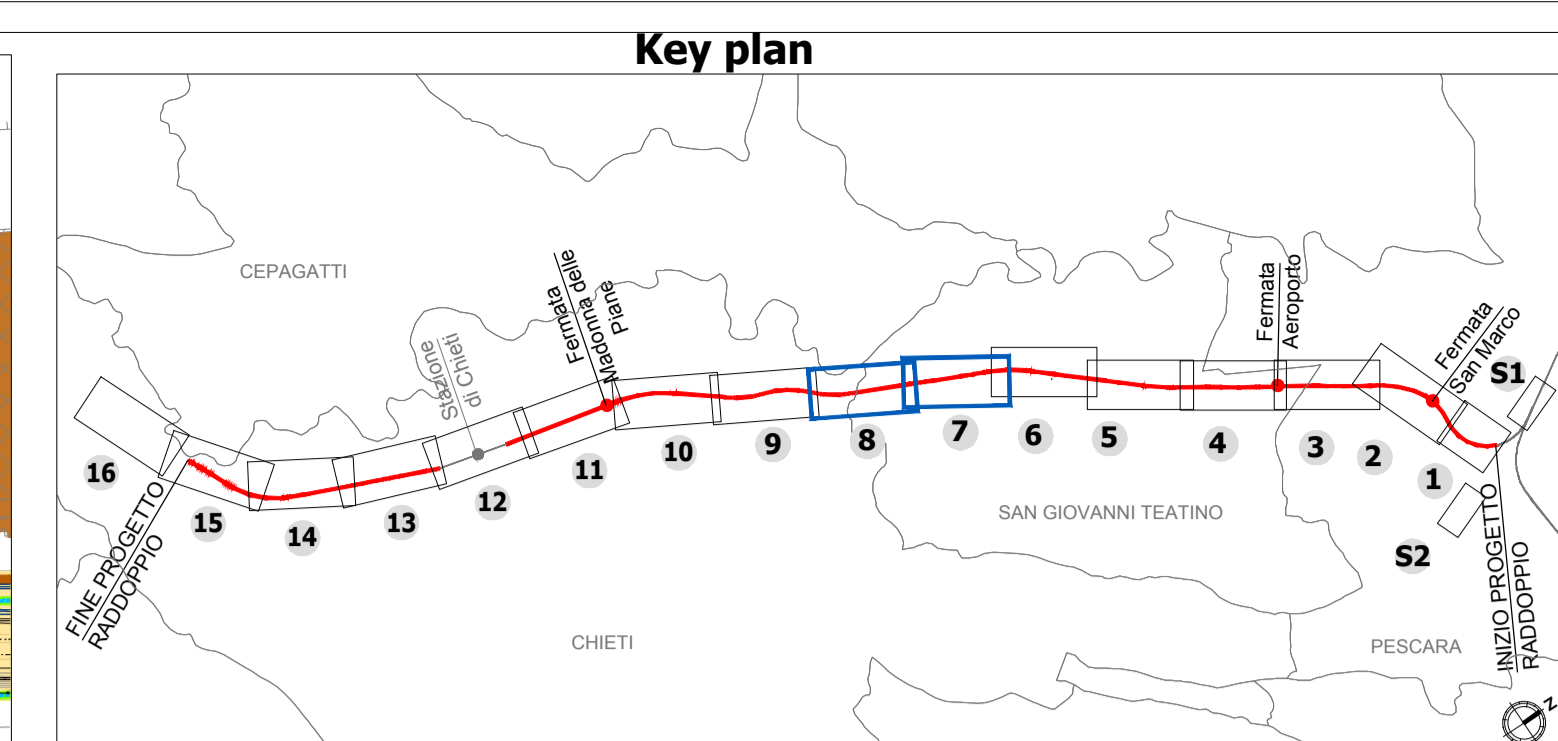 Key plan
CEPAGATTI
Fermata
Madonna delle
Piane
Stazione
di Chieti
Fermata
Aeroporto
Fermata
San Marco
S1
16
15
14
13
12
11
10
9
8
7
6
5
4
3
2
1
S2
SAN GIOVANNI TEATINO
FINE PROGETTO
RADDOPPIO
CHIETI
PESCARA
INIZIO PROGETTO
RADDOPPIO
N